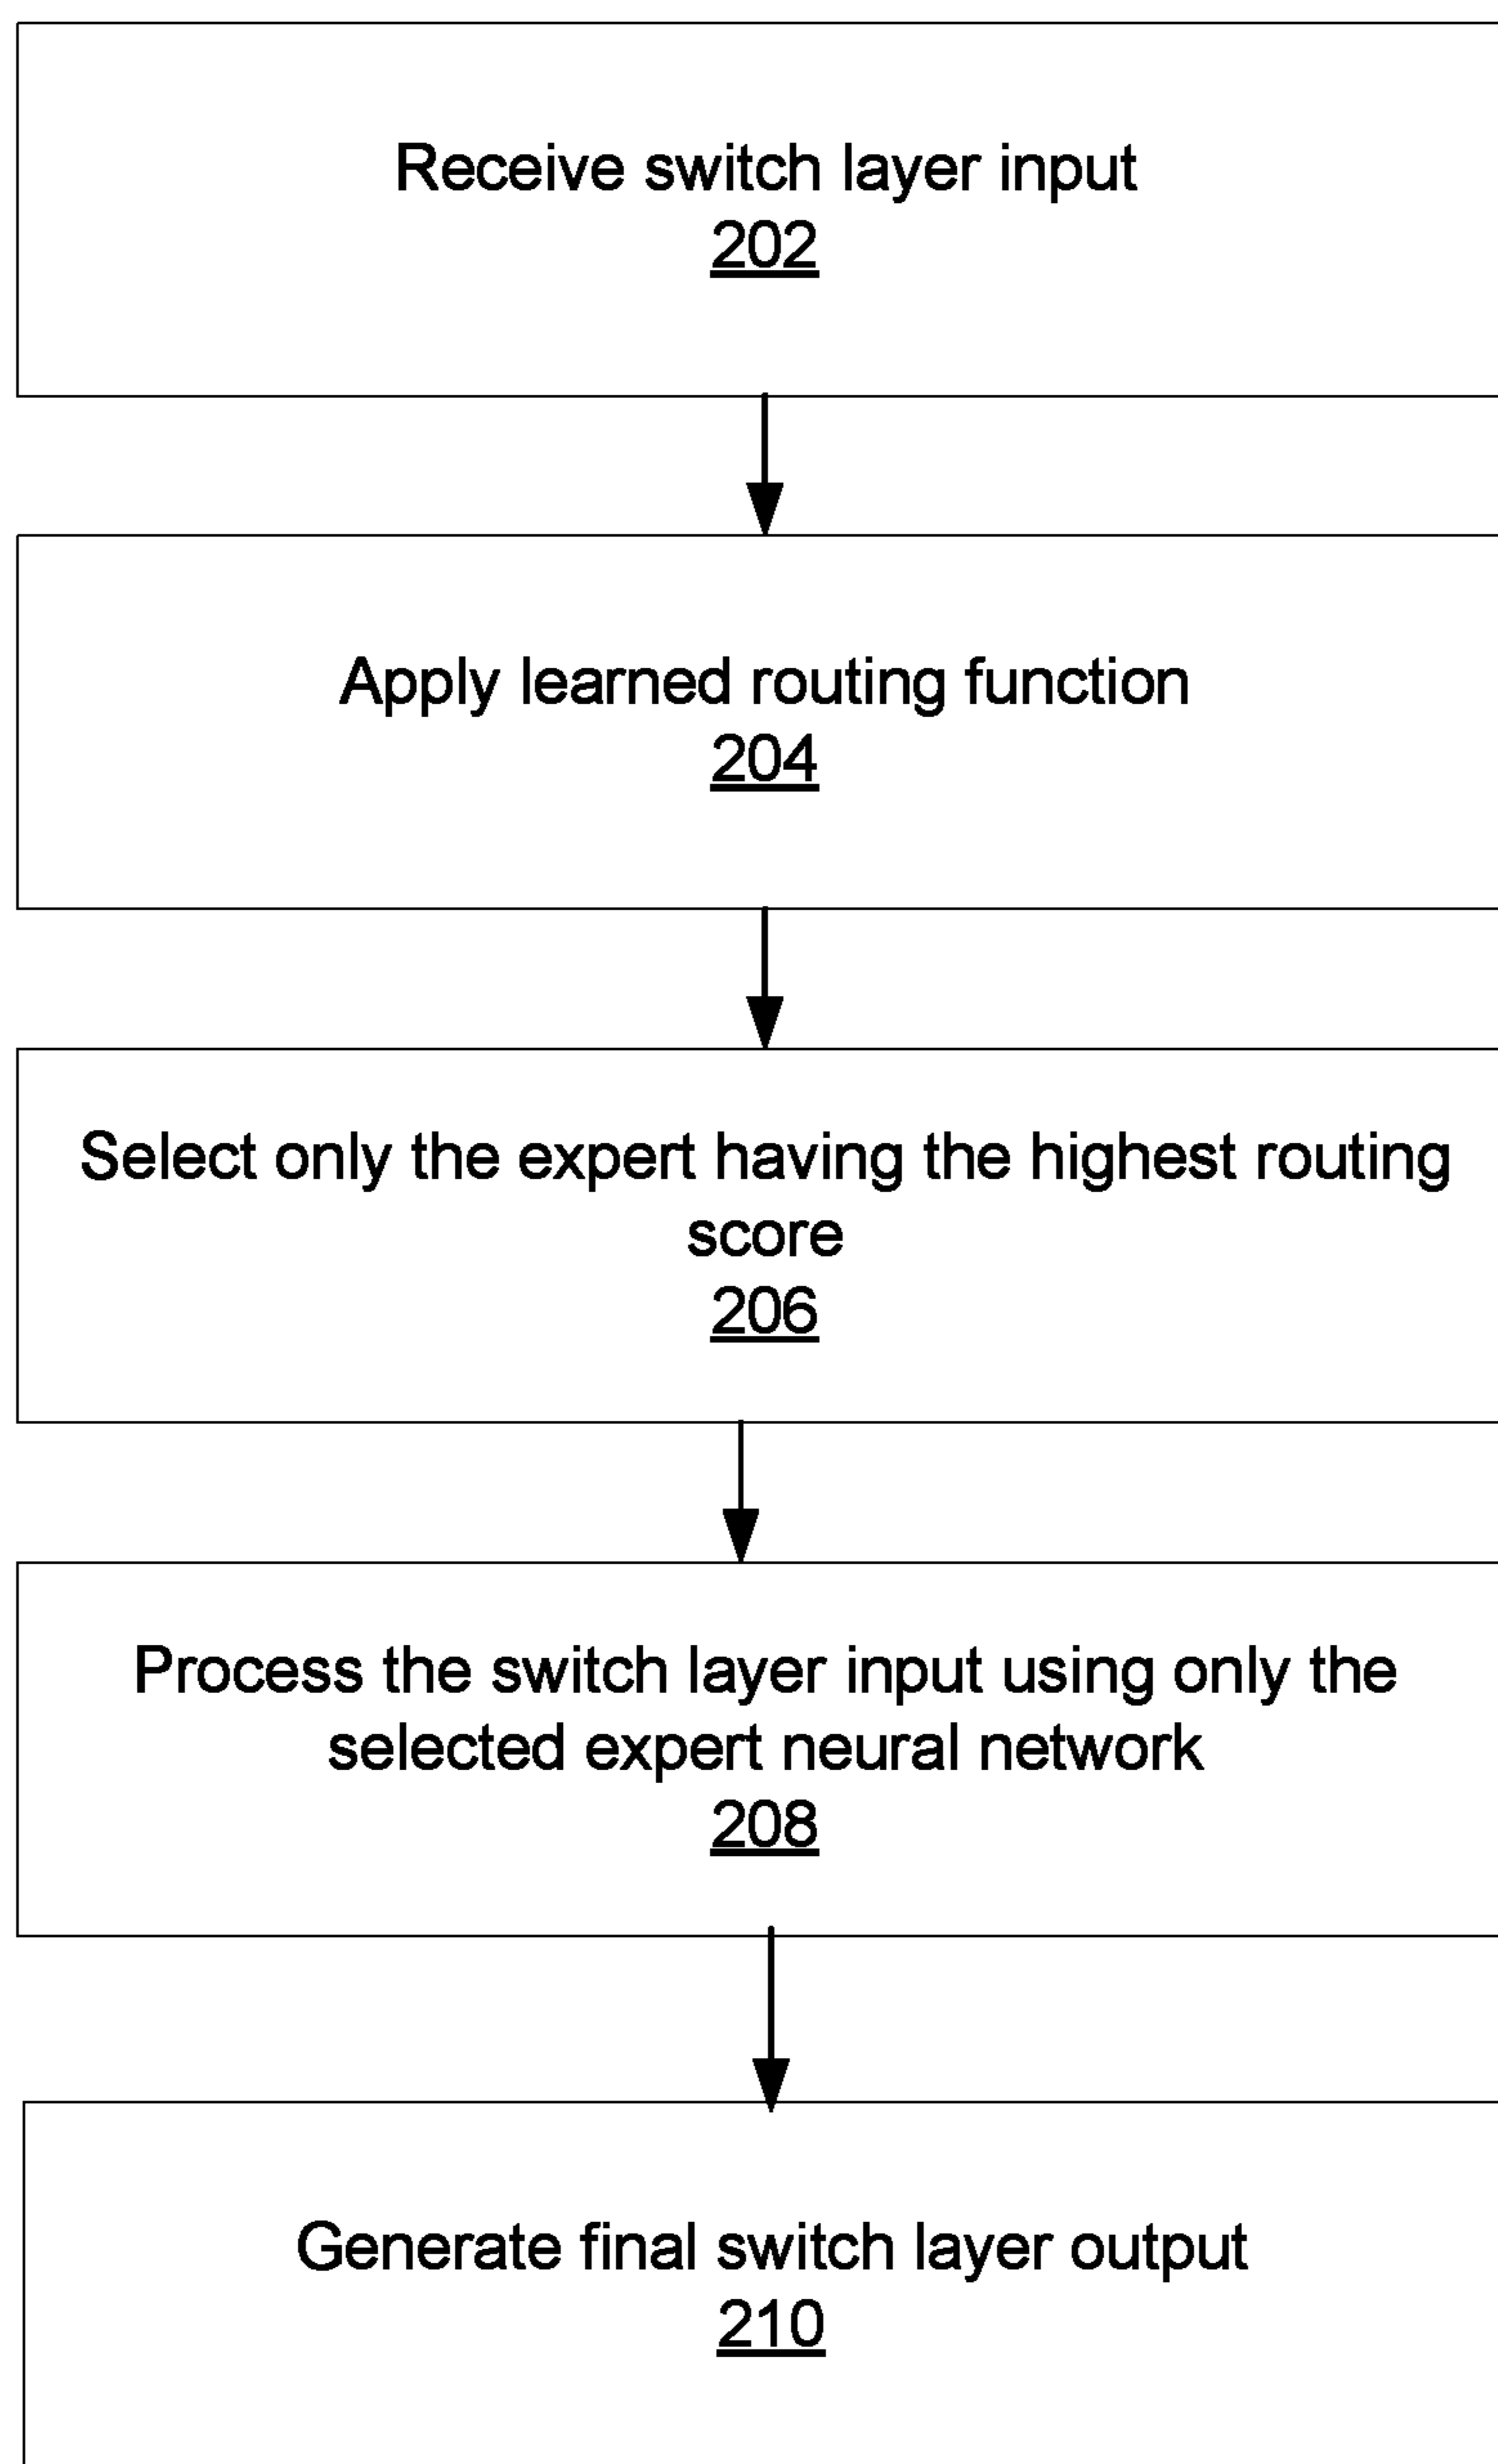 Receive switch layer input
202
Apply learned routing function
204
Select only the expert having the highest routing
score
206
Process the switch layer input using only the
selected expert neural network
208
Generate final switch layer output
210